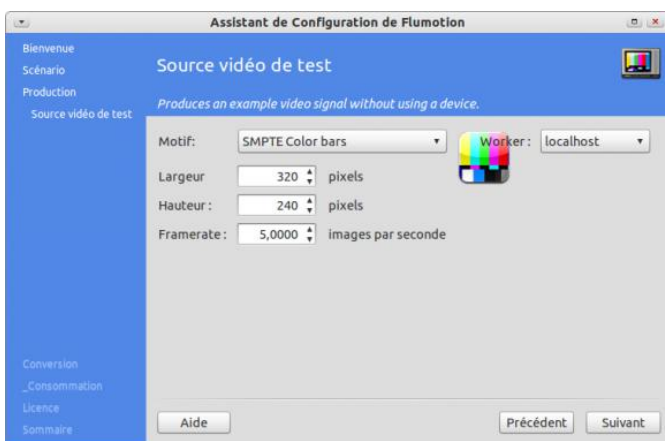 Assistant de Configuration de Flumotion
Bienvenue
Scénario
Production
Source vidéo de test
Conversion
_Consommation
Licence
Sommaire
Source vidéo de test
Produces an example video signal without using a device.
Motif: SMPTE Color bars Worker: localhost
Largeur 320 pixels
Hauteur: 240 pixels
Framerate: 5,0000 images par seconde
Aide Précédent Suivant